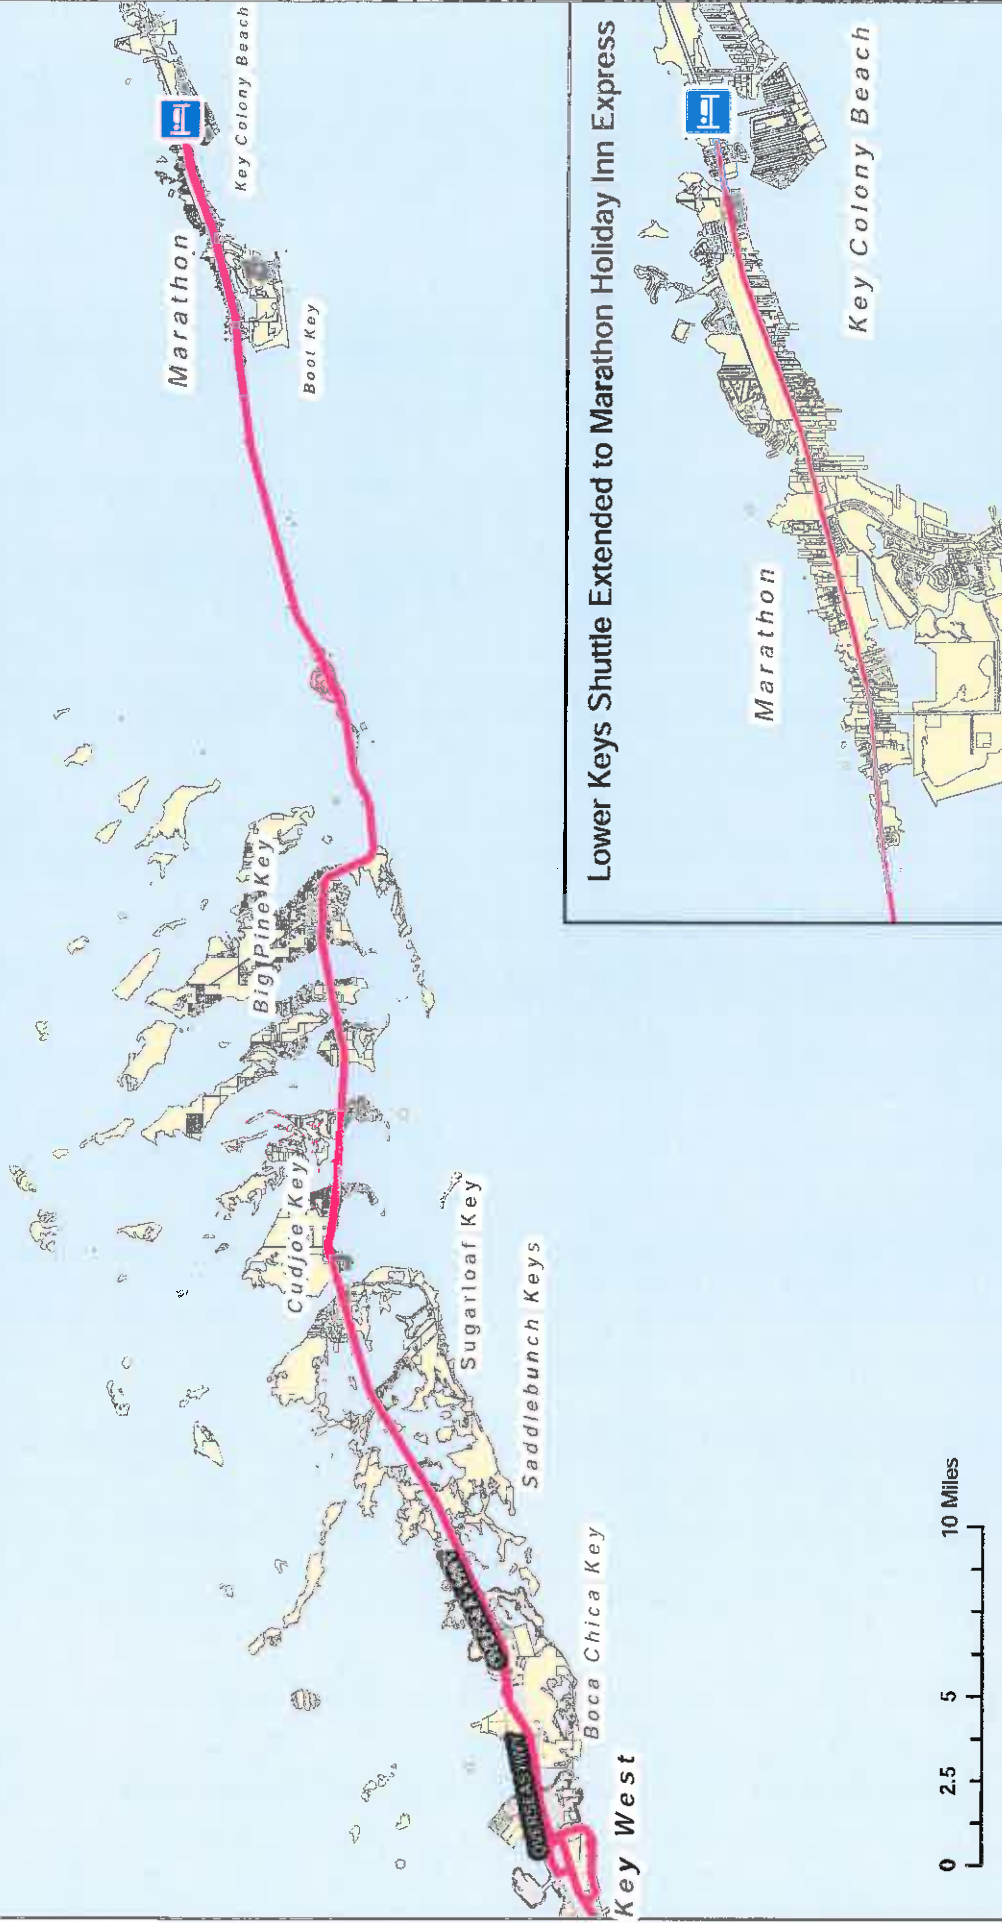 Key West
Boca Chica Key
Saddlebunch Keys
Sugarloaf Key
Cudjoe Key
Big Pine Key
Boot Key
Marathon
Key Colony Beach
0 2.5 5 10 Miles
Lower Keys Shuttle Extended to Marathon Holiday Inn Express
Marathon
Key Colony Beach